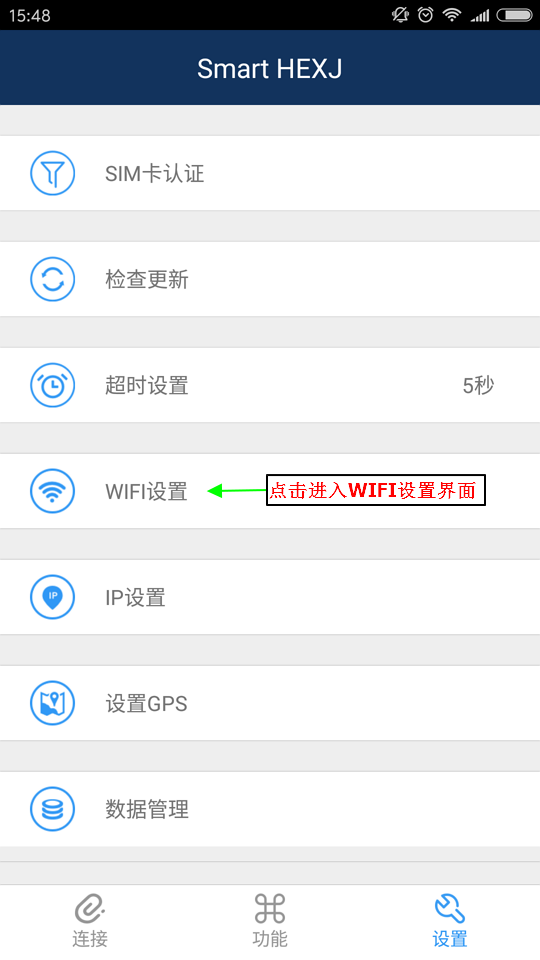 15:48
Smart HEXJ
SIM卡认证
检查更新
超时设置 5秒
WIFI设置 点击进入WIFI设置界面
IP
IP设置
设置GPS
数据管理
连接 功能 设置